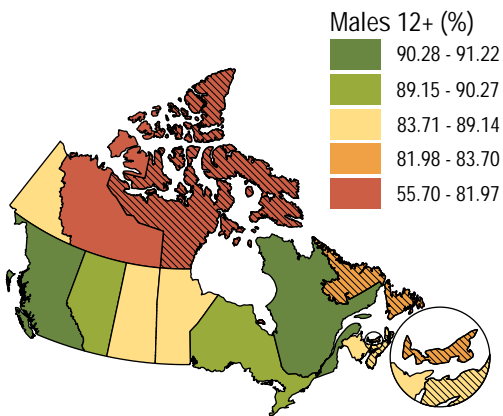 Males 12+ (%)
90.28 - 91.22
89.15 - 90.27
83.71 - 89.14
81.98 - 83.70
55.70 - 81.97